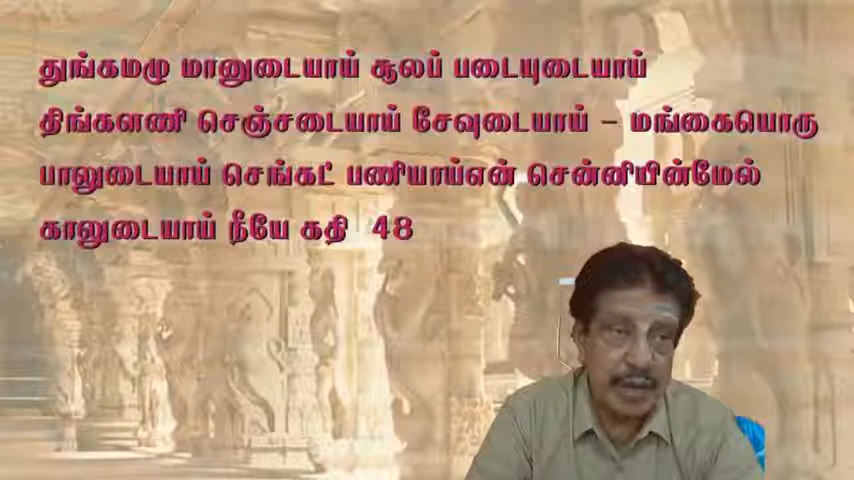 துங்கமழு மானுடையாய் சூலப் படையுடையாய்
திங்களணி செஞ்சடையாய் சேவுடையாய் - மங்கையொரு
பாலுடையாய் செங்கட் பணியாய்என் சென்னியின்மேல்
காலுடையாய் நீயே கதி 48